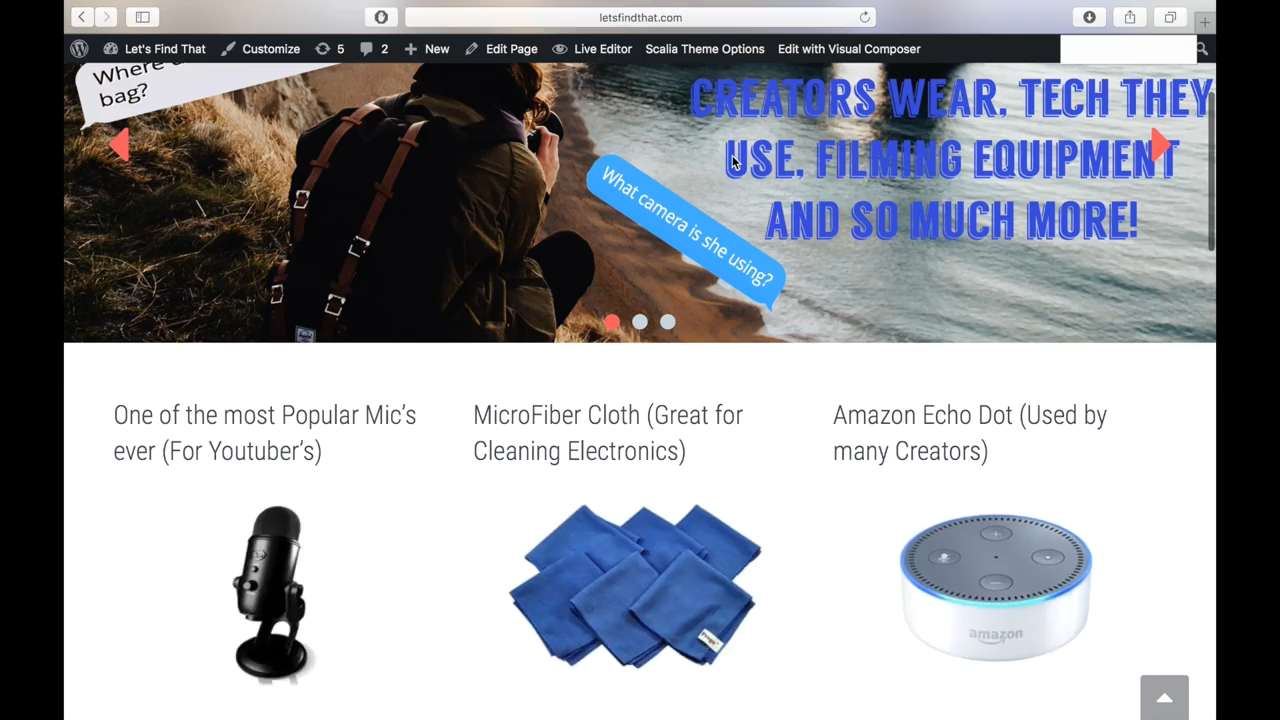 letsfindthat.com
Let's Find That Customize 5 2 New Edit Page Live Editor Scalia Theme Options Edit with Visual Composer
Where
bag?
CREATORS WEAR, TECH THEY
USE, FILMING EQUIPMENT
AND SO MUCH MORE!
What camera is she using?
One of the most Popular Mic's
ever (For Youtuber's)
MicroFiber Cloth (Great for
Cleaning Electronics)
Amazon Echo Dot (Used by
many Creators)
amazon